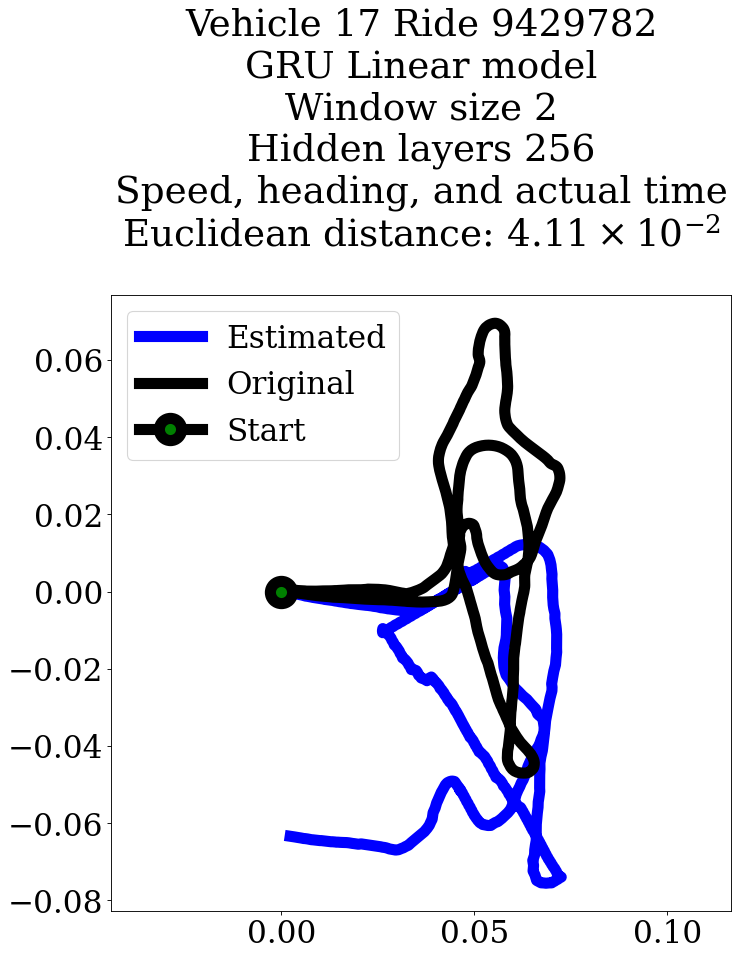 Vehicle 17 Ride 9429782
GRU Linear model
Window size 2
Hidden layers 256
Speed, heading, and actual time
Euclidean distance: 4.11 × 10⁻²
Estimated
Original
Start
0.06
0.04
0.02
0.00
−0.02
−0.04
−0.06
−0.08
0.00 0.05 0.10